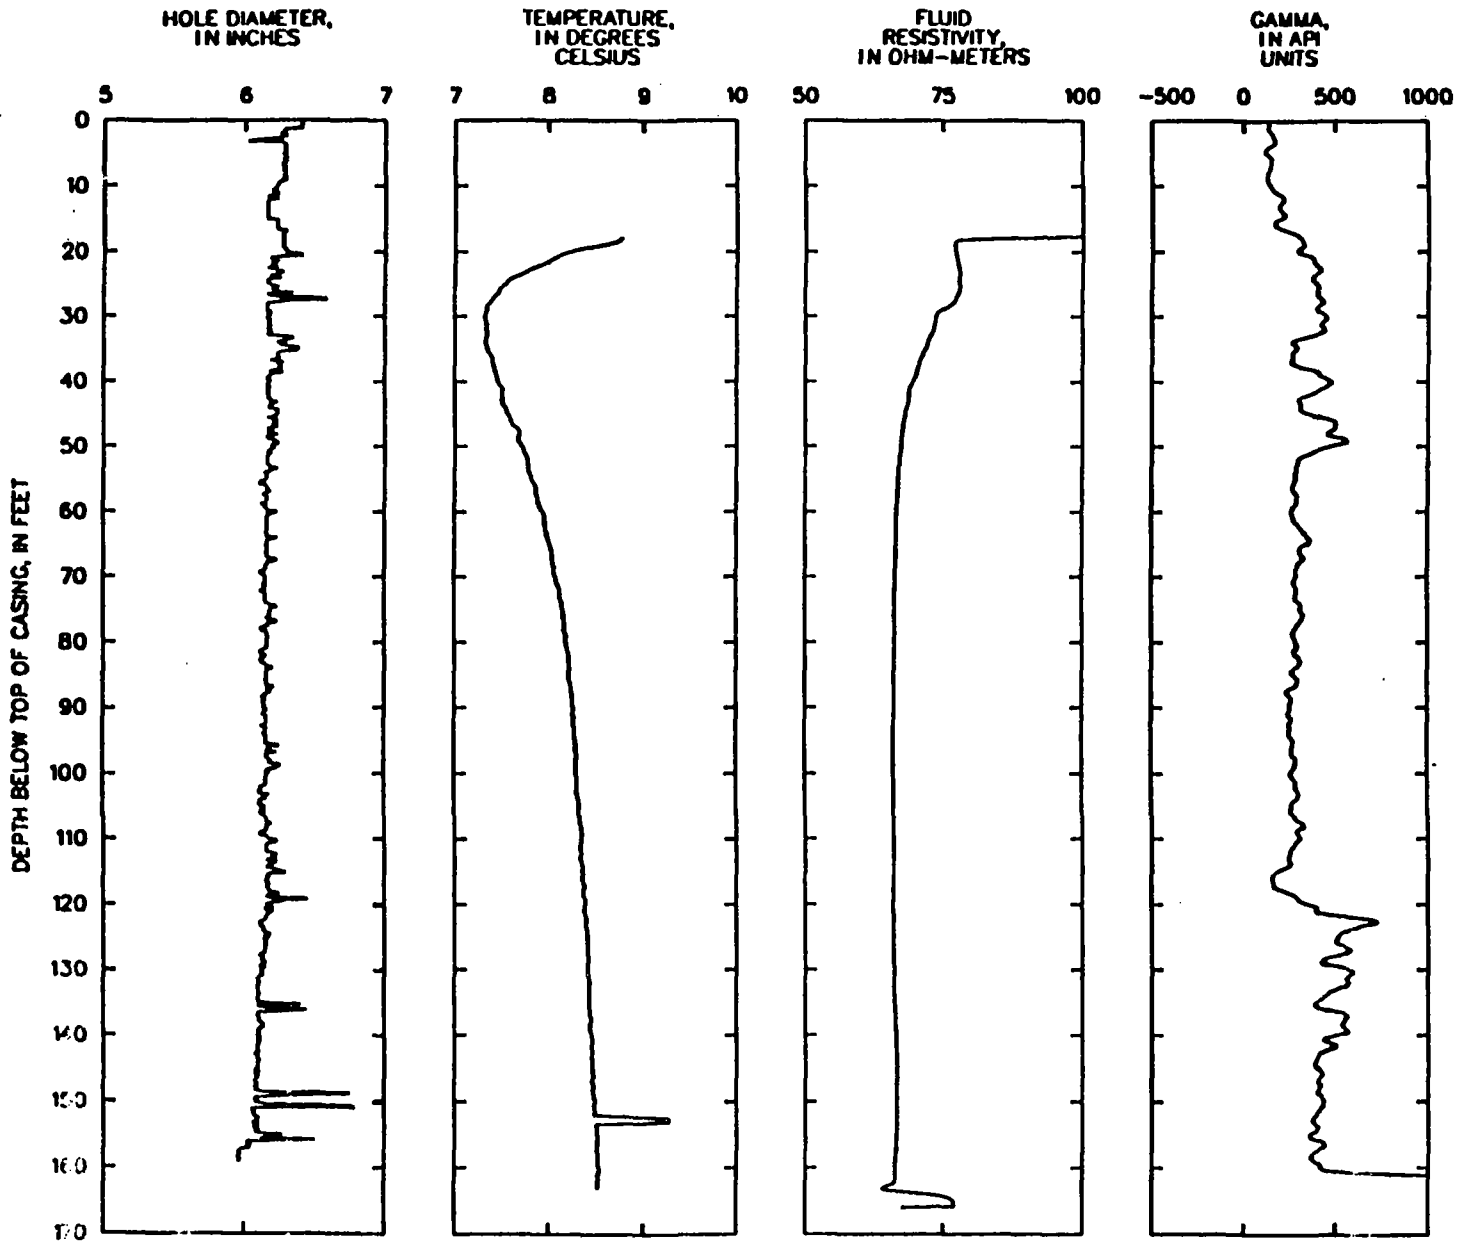 HOLE DIAMETER,
IN INCHES
TEMPERATURE,
IN DEGREES
CELSIUS
FLUID
RESISTIVITY,
IN OHM-METERS
GAMMA,
IN API
UNITS
5 6 7
7 8 9 10
50 75 100
-500 0 500 1000
DEPTH BELOW TOP OF CASING, IN FEET
0
10
20
30
40
50
60
70
80
90
100
110
120
130
140
150
160
170